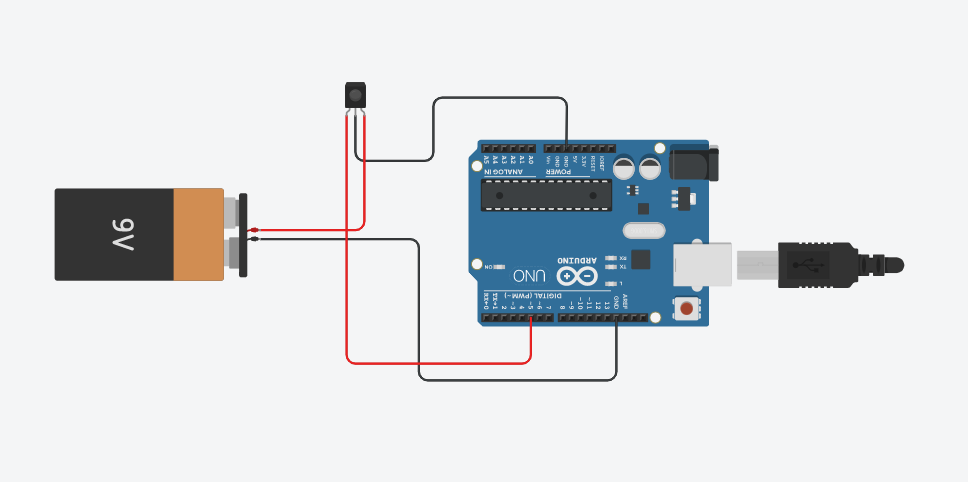 9V
A5
A4
A3
A2
A1
A0
Vin
GND
GND
5V
3.3V
RESET
IOREF
ANALOG IN
POWER
ON
UNO
ARDUINO
RX
TX
L
DIGITAL (PWM~)
RX←0
TX→1
2
~3
4
~5
~6
7
8
~9
~10
~11
12
13
GND
AREF